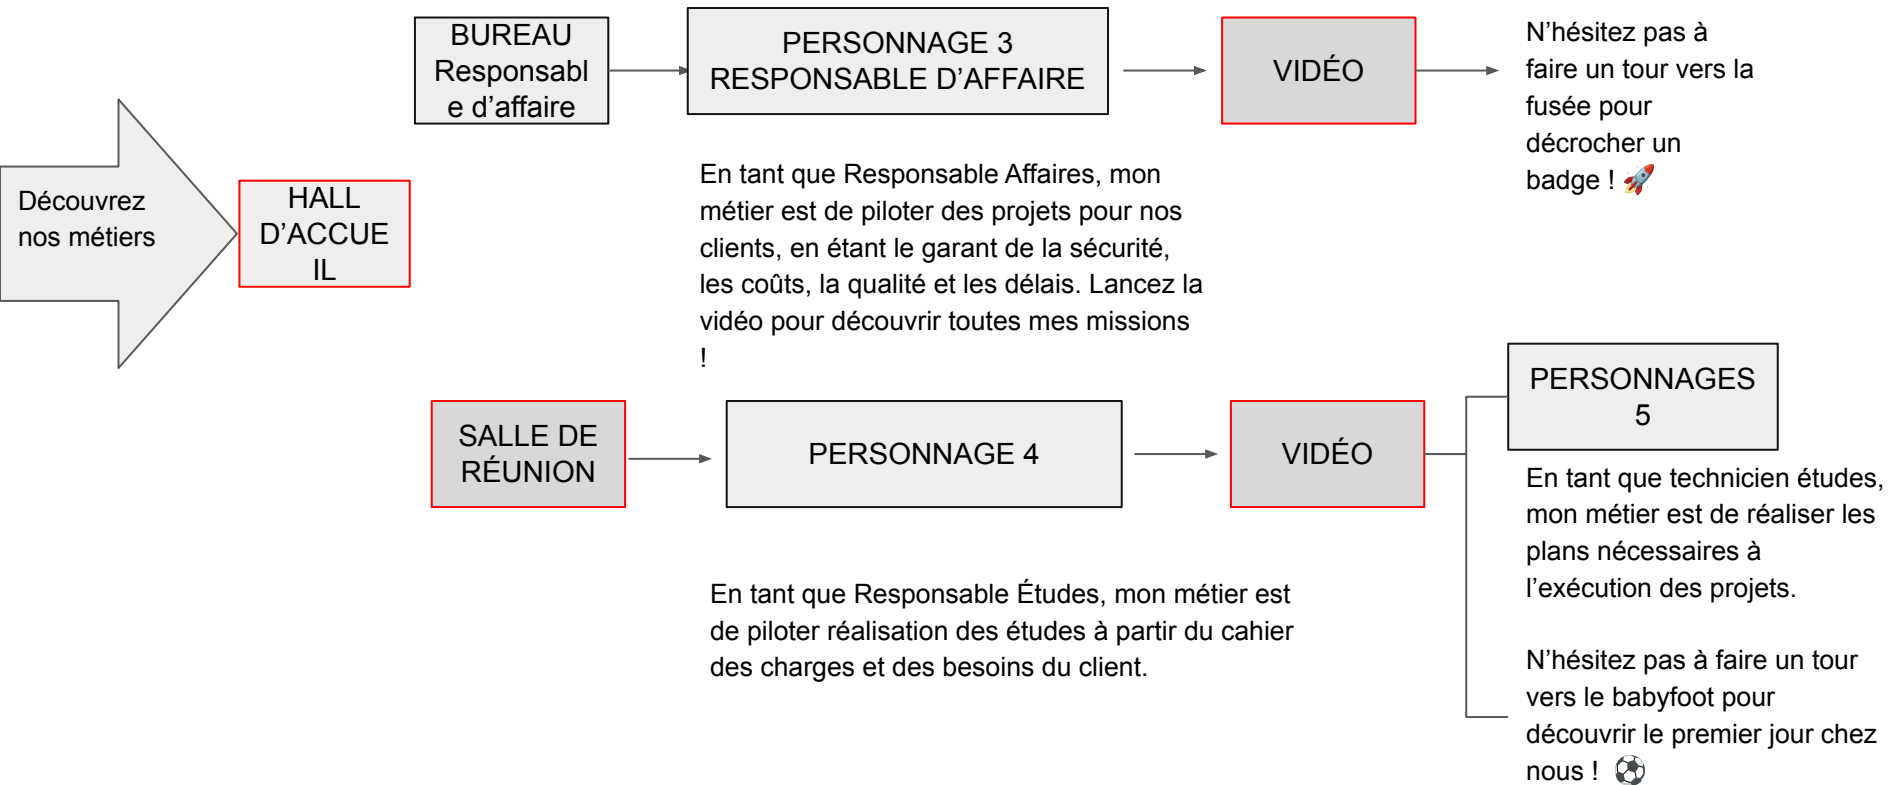 Découvrez
nos métiers
HALL
D’ACCUE
IL
BUREAU
Responsabl
e d’affaire
PERSONNAGE 3
RESPONSABLE D’AFFAIRE
VIDÉO
N’hésitez pas à
faire un tour vers la
fusée pour
décrocher un
badge ! 🚀
En tant que Responsable Affaires, mon
métier est de piloter des projets pour nos
clients, en étant le garant de la sécurité,
les coûts, la qualité et les délais. Lancez la
vidéo pour découvrir toutes mes missions
!
SALLE DE
RÉUNION
PERSONNAGE 4
VIDÉO
PERSONNAGES
5
En tant que technicien études,
mon métier est de réaliser les
plans nécessaires à
l’exécution des projets.
En tant que Responsable Études, mon métier est
de piloter réalisation des études à partir du cahier
des charges et des besoins du client.
N’hésitez pas à faire un tour
vers le babyfoot pour
découvrir le premier jour chez
nous ! ⚽